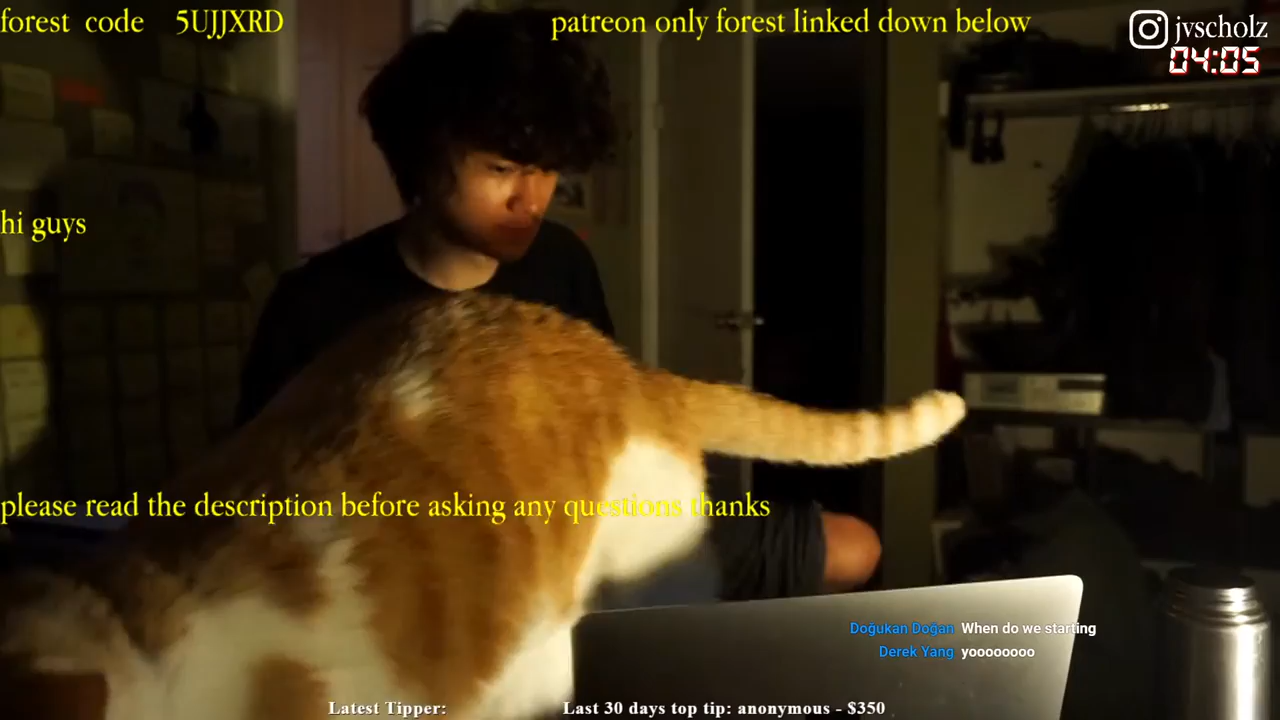 forest code 5UJJXRD
patreon only forest linked down below
jvscholz
04:05
hi guys
please read the description before asking any questions thanks
Doğukan Doğan When do we starting
Derek Yang yoooooooo
Latest Tipper:
Last 30 days top tip: anonymous - $350